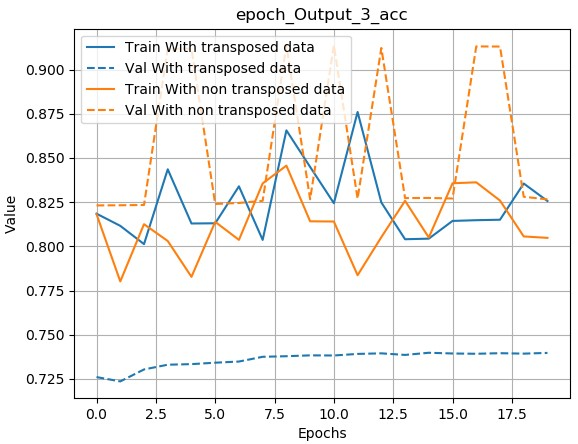 epoch_Output_3_acc
Train With transposed data
Val With transposed data
Train With non transposed data
Val With non transposed data
0.900
0.875
0.850
0.825
0.800
0.775
0.750
0.725
Value
0.0 2.5 5.0 7.5 10.0 12.5 15.0 17.5
Epochs